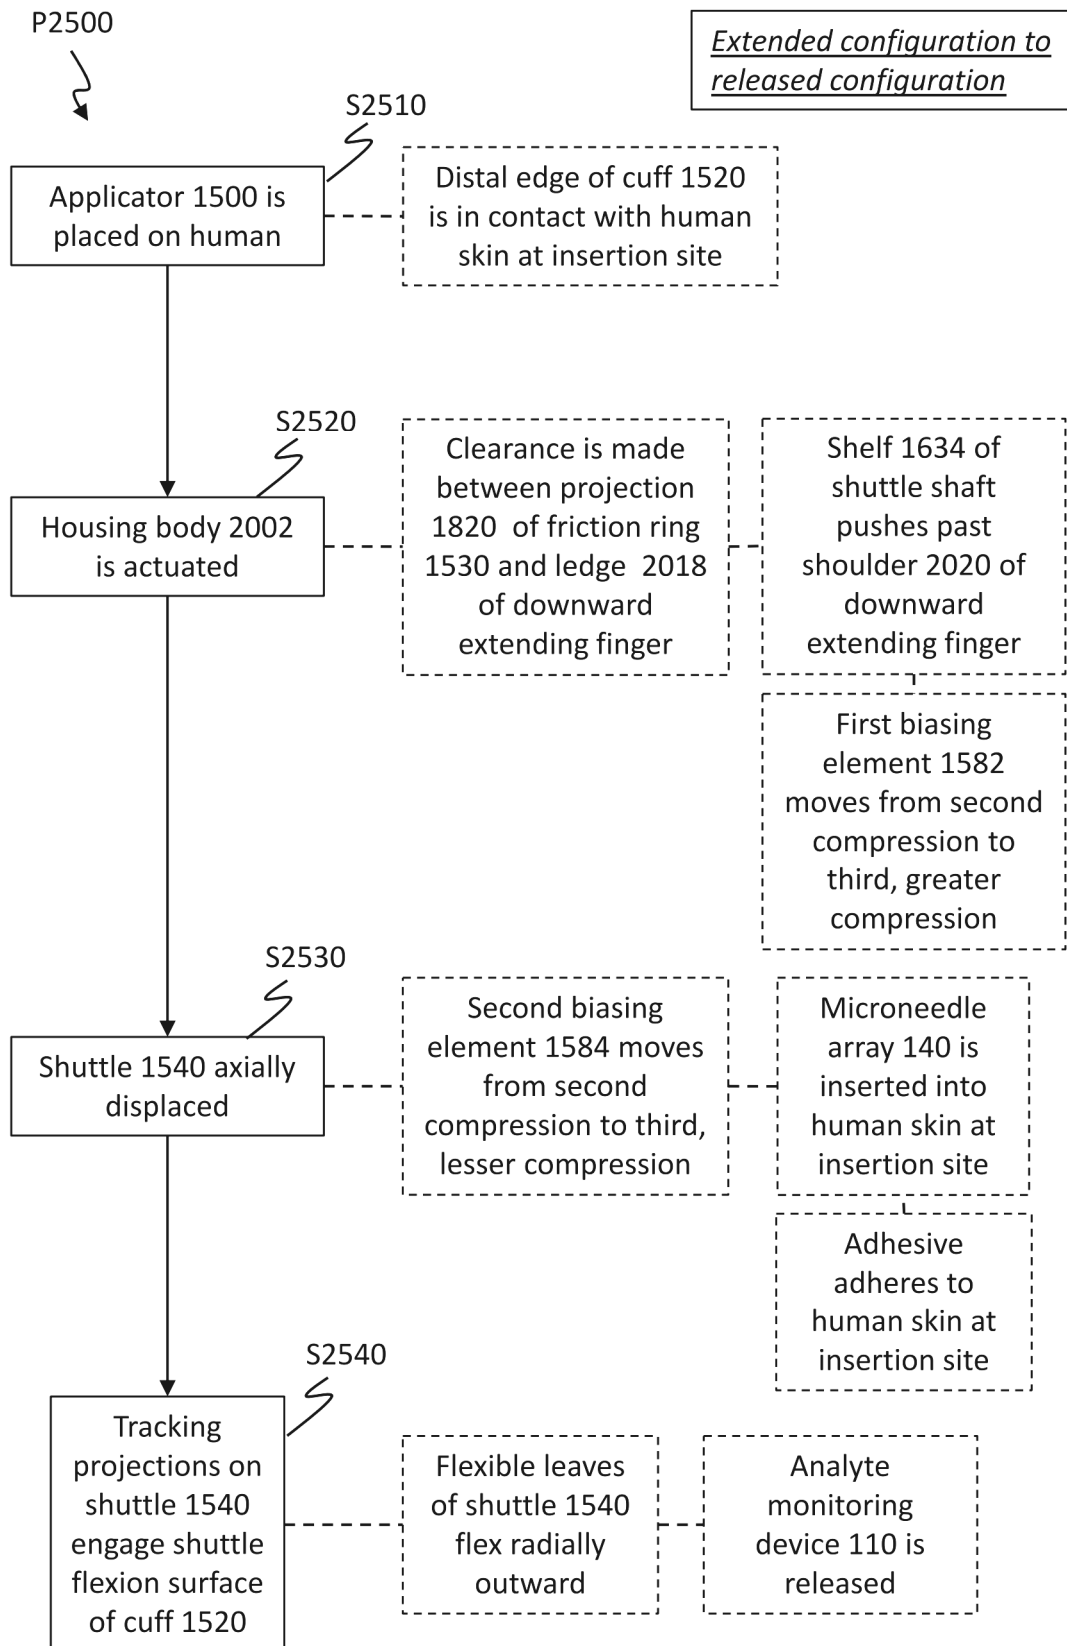 P2500
Extended configuration to
released configuration
S2510
Applicator 1500 is
placed on human
Distal edge of cuff 1520
is in contact with human
skin at insertion site
S2520
Housing body 2002
is actuated
Clearance is made
between projection
1820 of friction ring
1530 and ledge 2018
of downward
extending finger
Shelf 1634 of
shuttle shaft
pushes past
shoulder 2020 of
downward
extending finger
First biasing
element 1582
moves from second
compression to
third, greater
compression
S2530
Shuttle 1540 axially
displaced
Second biasing
element 1584 moves
from second
compression to third,
lesser compression
Microneedle
array 140 is
inserted into
human skin at
insertion site
Adhesive
adheres to
human skin at
insertion site
S2540
Tracking
projections on
shuttle 1540
engage shuttle
flexion surface
of cuff 1520
Flexible leaves
of shuttle 1540
flex radially
outward
Analyte
monitoring
device 110 is
released